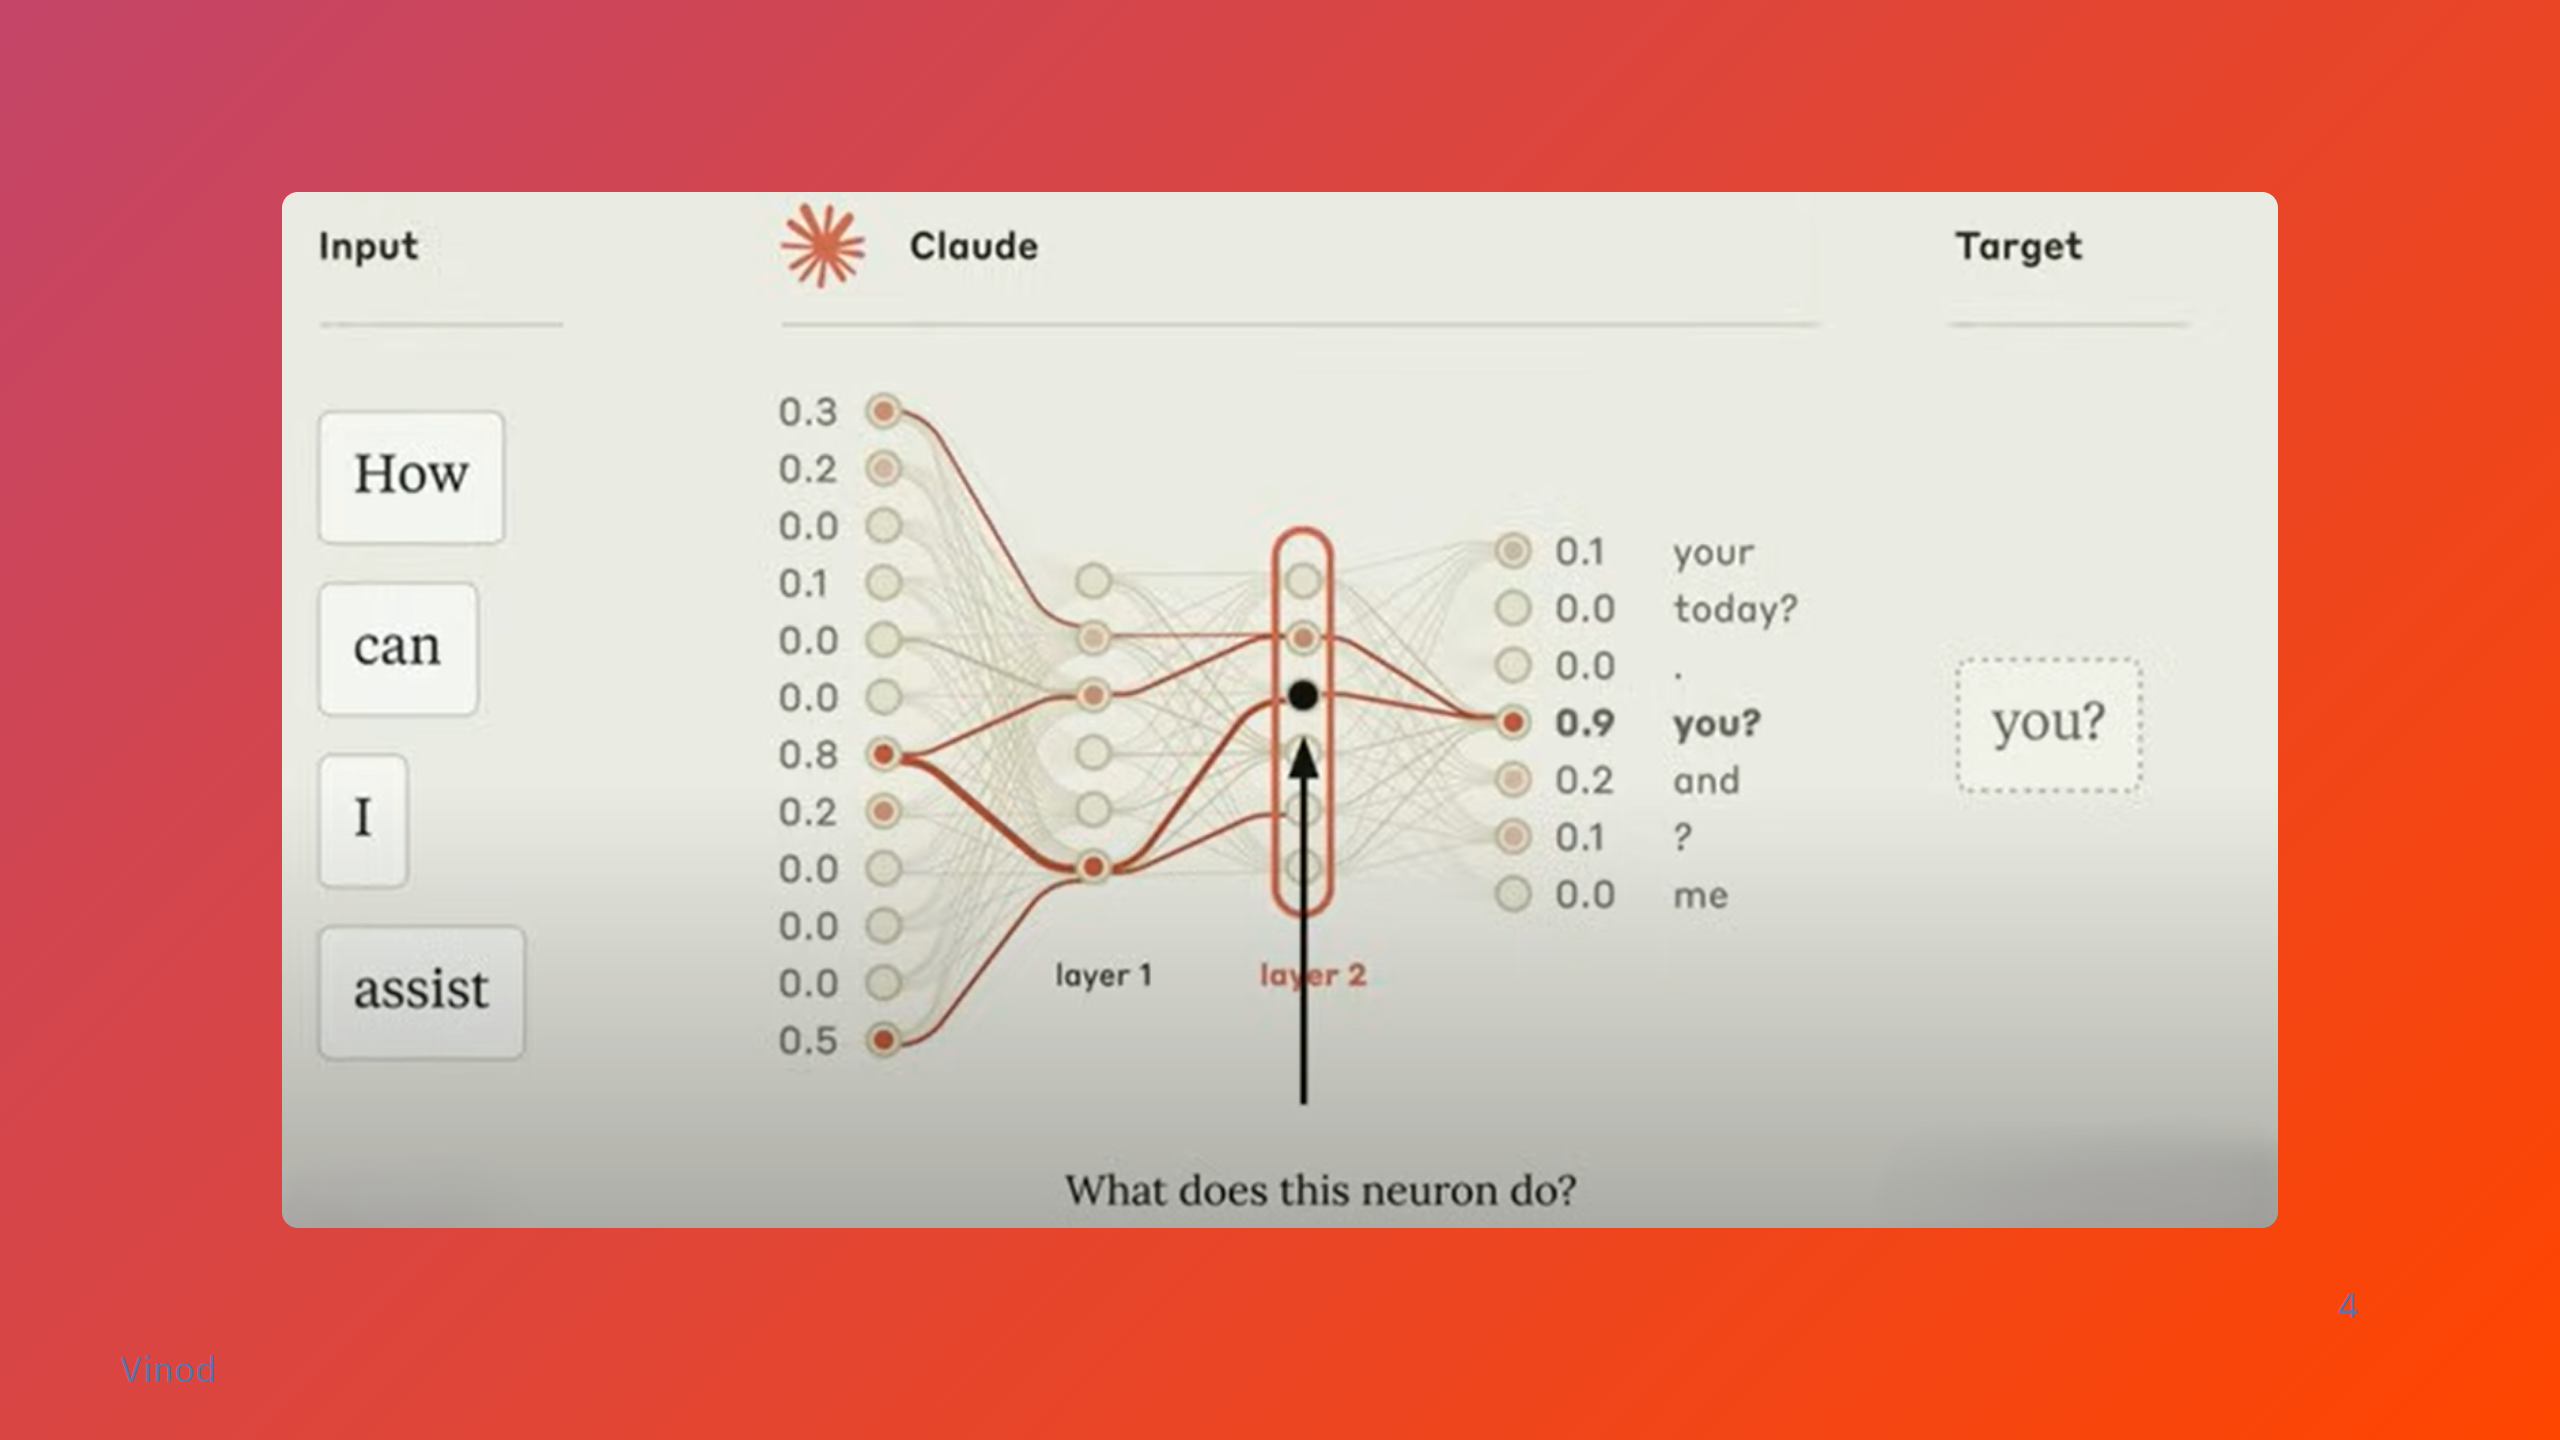 Input
Claude
Target
How
can
I
assist
0.3
0.2
0.0
0.1
0.0
0.0
0.8
0.2
0.0
0.0
0.0
0.5
layer 1
layer 2
0.1 your
0.0 today?
0.0 .
0.9 you?
0.2 and
0.1 ?
0.0 me
you?
What does this neuron do?
4
Vinod